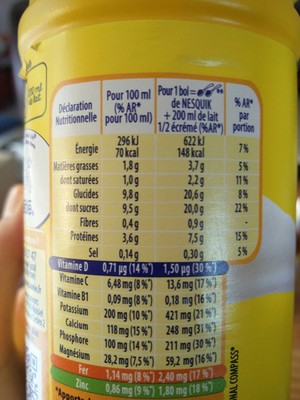 Déclaration Nutritionnelle
Pour 100 ml (% AR* pour 100 ml)
Pour 1 bol = de NESQUIK + 200 ml de lait 1/2 écrémé (%AR*)
% AR* par portion
Énergie 296 kJ 70 kcal 622 kJ 148 kcal 7 %
Matières grasses 1,8 g 3,7 g 5 %
dont saturées 1,0 g 2,2 g 11 %
Glucides 9,8 g 20,6 g 8 %
dont sucres 9,5 g 20,0 g 22 %
Fibres 0,4 g 0,9 g
Protéines 3,6 g 7,5 g 15 %
Sel 0,14 g 0,30 g 5 %
Vitamine D 0,71 µg (14 %*) 1,50 µg (30 %*)
Vitamine C 6,48 mg (8 %*) 13,6 mg (17 %*)
Vitamine B1 0,09 mg (8 %*) 0,18 mg (16 %*)
Potassium 200 mg (10 %*) 421 mg (21 %*)
Calcium 118 mg (15 %*) 248 mg (31 %*)
Phosphore 100 mg (14 %*) 211 mg (30 %*)
Magnésium 28,2 mg (7,5 %*) 59,2 mg (16 %*)
Fer 1,14 mg (8 %*) 2,40 mg (17 %*)
Zinc 0,86 mg (9 %*) 1,80 mg (18 %*)